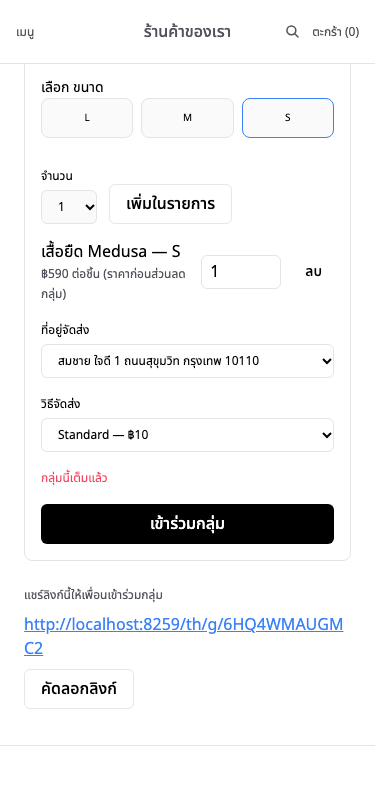 เมนู
ร้านค้าของเรา
ตะกร้า (0)
เลือก ขนาด
L
M
S
จำนวน
1
เพิ่มในรายการ
เสื้อยืด Medusa — S
฿590 ต่อชิ้น (ราคาก่อนส่วนลด
กลุ่ม)
1
ลบ
ที่อยู่จัดส่ง
สมชาย ใจดี 1 ถนนสุขุมวิท กรุงเทพ 10110
วิธีจัดส่ง
Standard — ฿10
กลุ่มนี้เต็มแล้ว
เข้าร่วมกลุ่ม
แชร์ลิงก์นี้ให้เพื่อนเข้าร่วมกลุ่ม
http://localhost:8259/th/g/6HQ4WMAUGM
C2
คัดลอกลิงก์